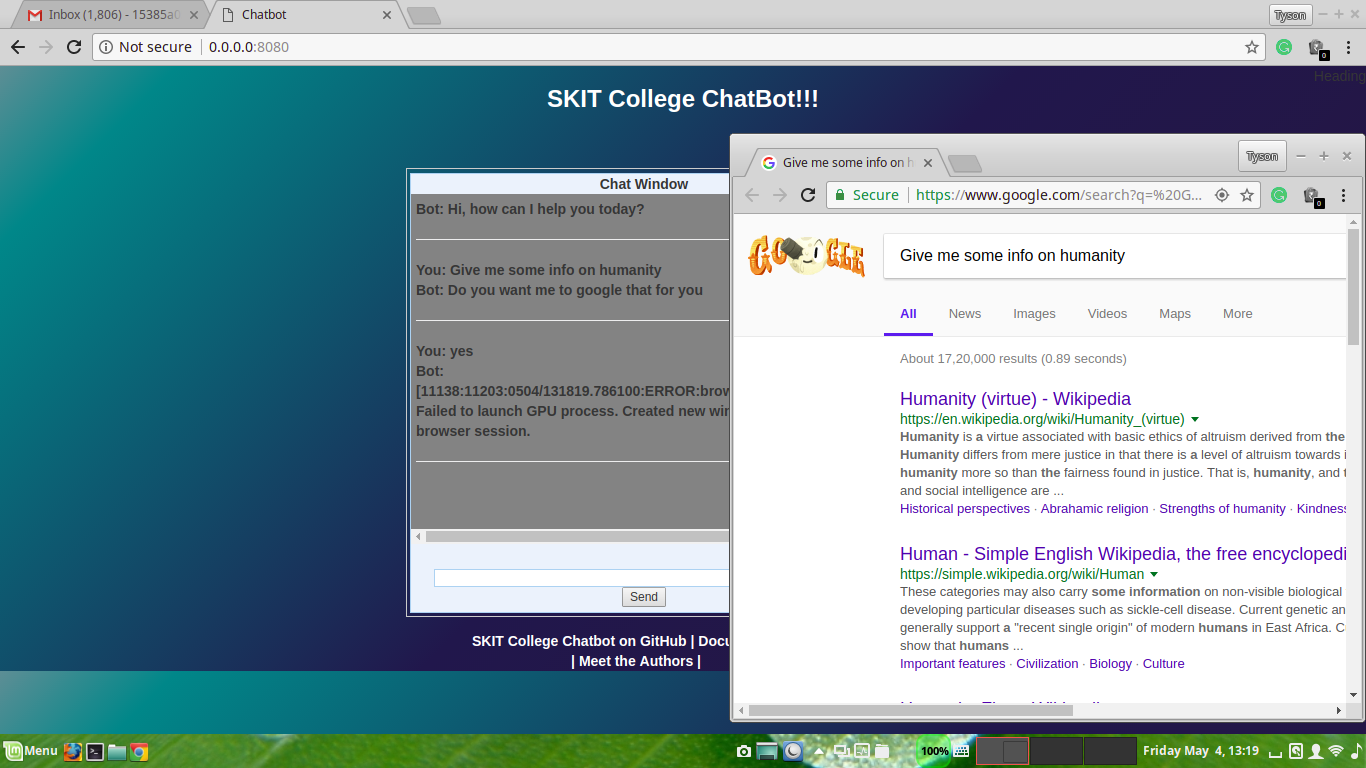 Inbox (1,806) - 15385a0
Chatbot
Tyson
Not secure
0.0.0.0:8080
0
Heading
SKIT College ChatBot!!!
Chat Window
Bot: Hi, how can I help you today?
You: Give me some info on humanity
Bot: Do you want me to google that for you
You: yes
Bot:
[11138:11203:0504/131819.786100:ERROR:brow
Failed to launch GPU process. Created new win
browser session.
Send
SKIT College Chatbot on GitHub | Docu
| Meet the Authors |
Give me some info on h
Tyson
Secure
https://www.google.com/search?q=%20G...
0
GOOGLE
Give me some info on humanity
All
News
Images
Videos
Maps
More
About 17,20,000 results (0.89 seconds)
Humanity (virtue) - Wikipedia
https://en.wikipedia.org/wiki/Humanity_(virtue)
Humanity is a virtue associated with basic ethics of altruism derived from the
Humanity differs from mere justice in that there is a level of altruism towards i
humanity more so than the fairness found in justice. That is, humanity, and t
and social intelligence are ...
Historical perspectives · Abrahamic religion · Strengths of humanity · Kindness
Human - Simple English Wikipedia, the free encyclopedi
https://simple.wikipedia.org/wiki/Human
These categories may also carry some information on non-visible biological
developing particular diseases such as sickle-cell disease. Current genetic an
generally support a "recent single origin" of modern humans in East Africa. Co
show that humans ...
Important features · Civilization · Biology · Culture
Menu
100%
Friday May 4, 13:19